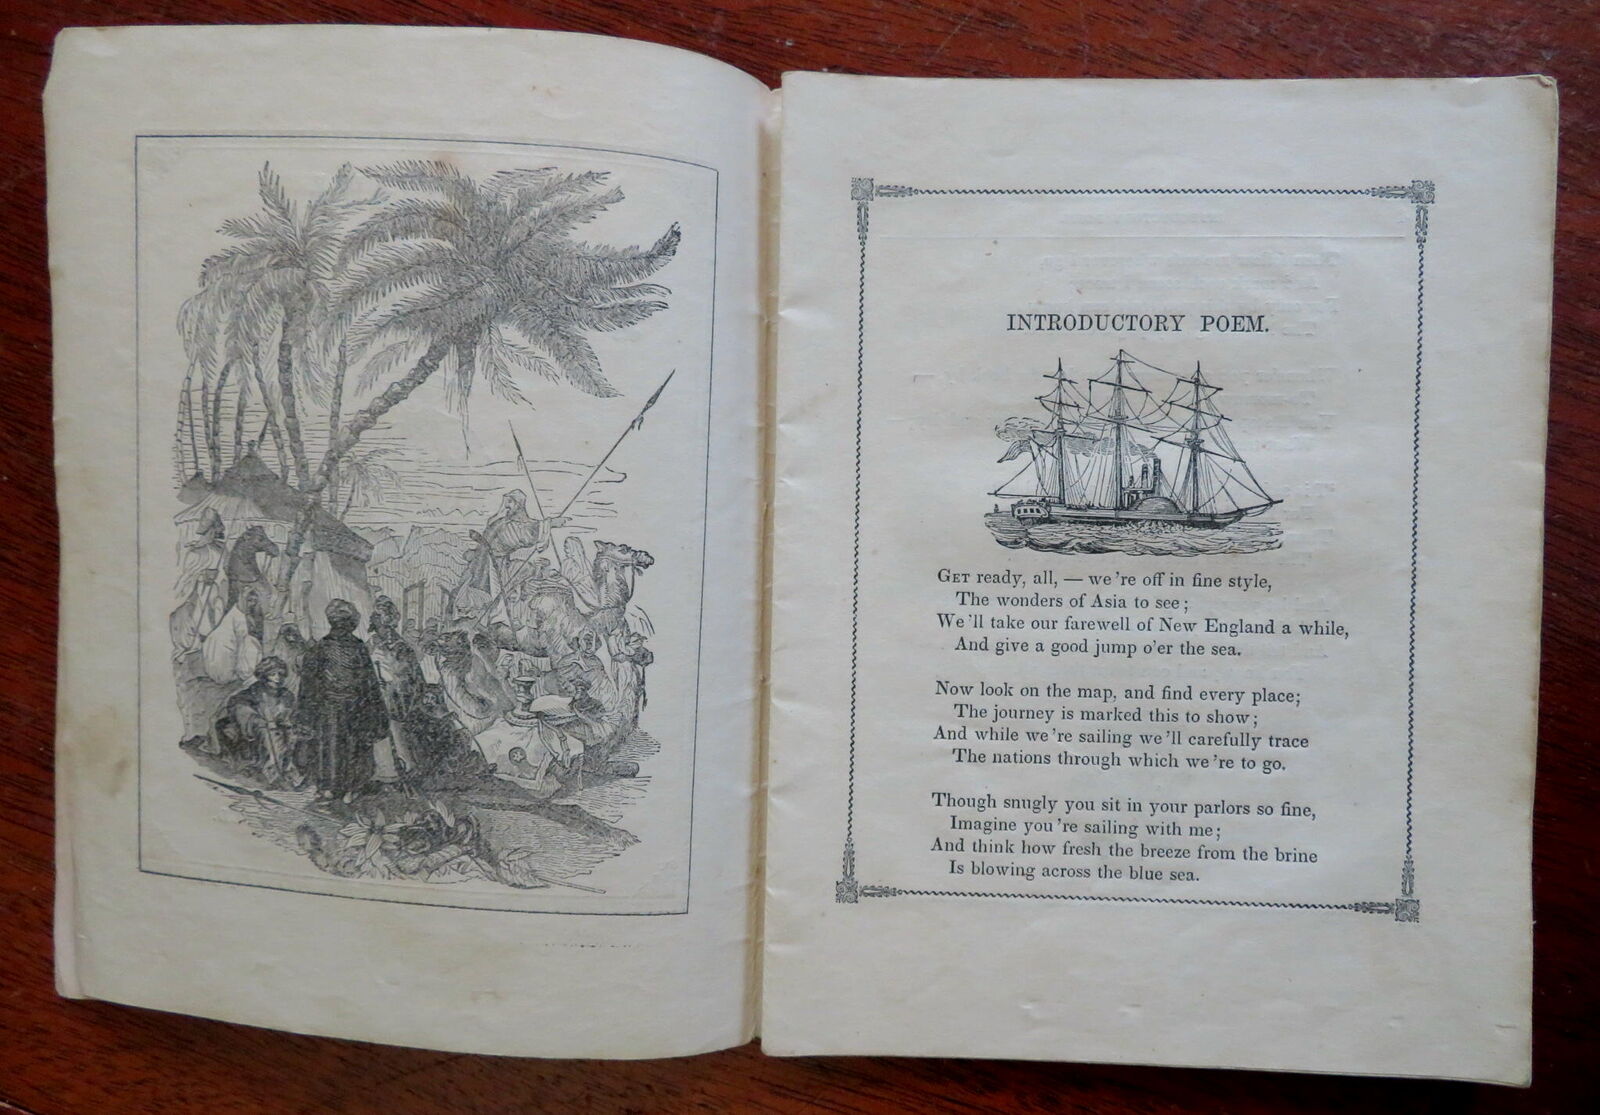 INTRODUCTORY POEM.
GET ready, all, — we 're off in fine style,
The wonders of Asia to see;
We 'll take our farewell of New England a while,
And give a good jump o'er the sea.
Now look on the map, and find every place;
The journey is marked this to show;
And while we 're sailing we 'll carefully trace
The nations through which we 're to go.
Though snugly you sit in your parlors so fine,
Imagine you 're sailing with me;
And think how fresh the breeze from the brine
Is blowing across the blue sea.